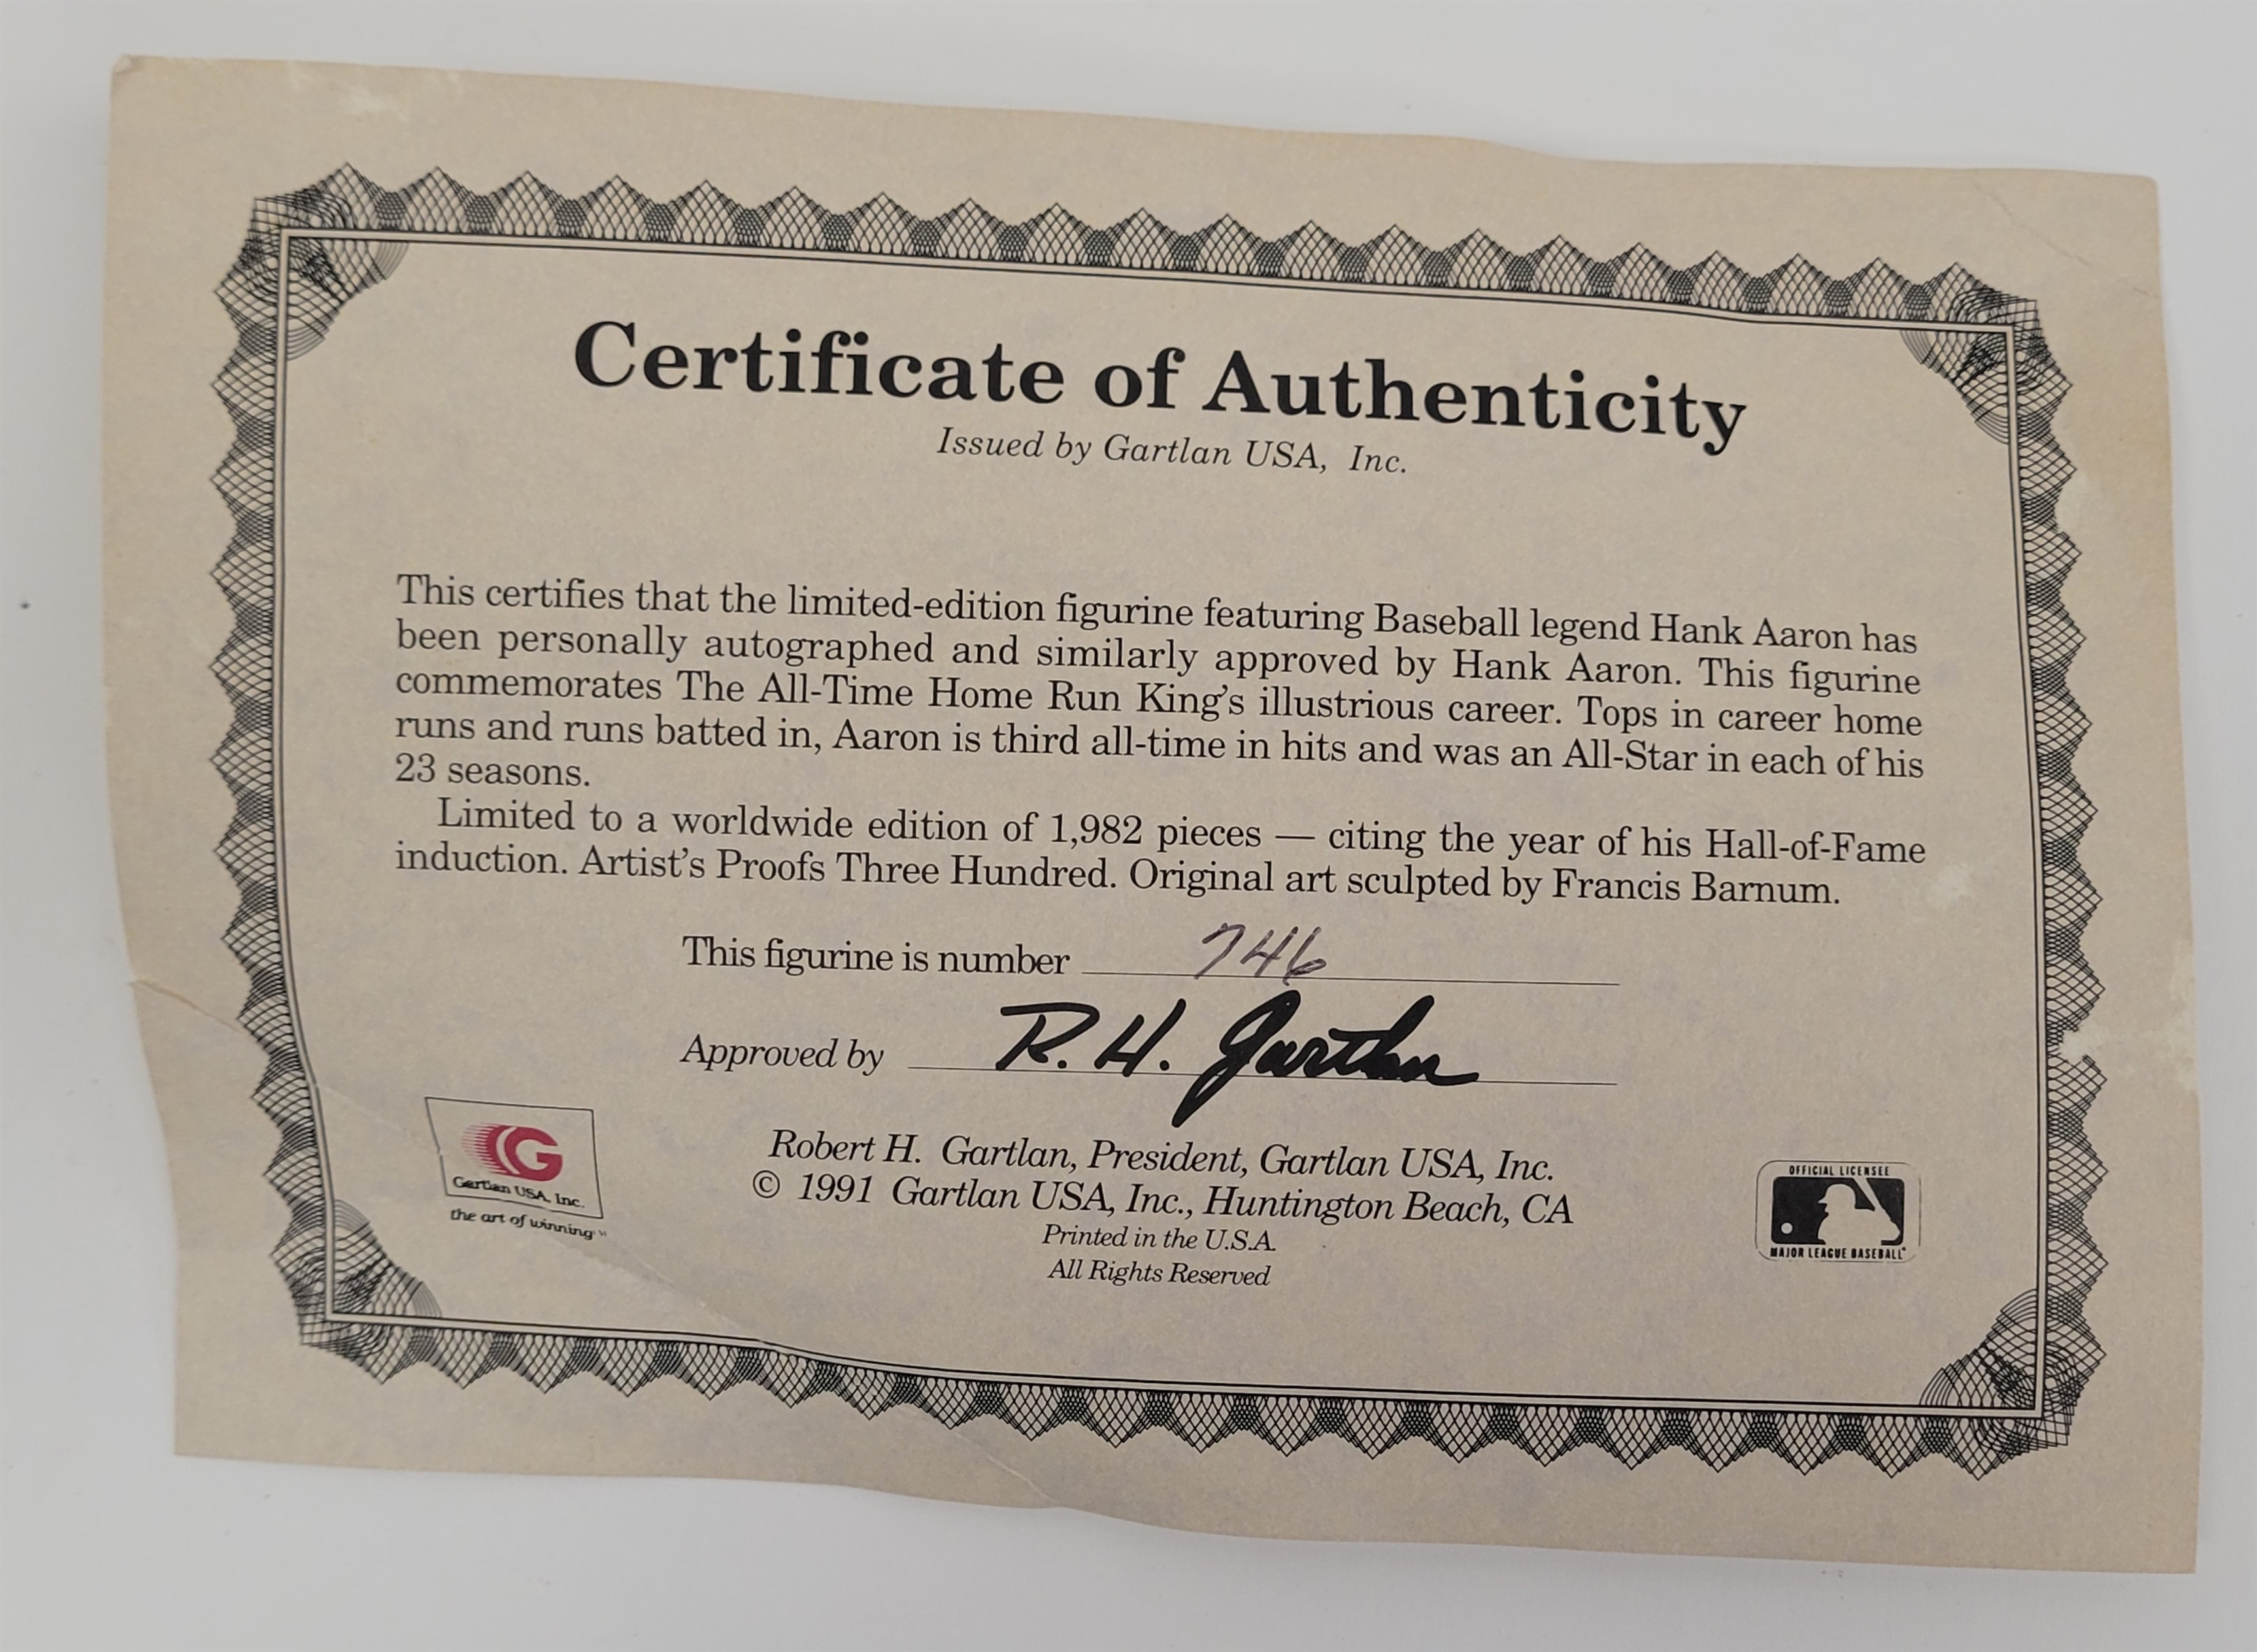 Certificate of Authenticity
Issued by Gartlan USA, Inc.
This certifies that the limited-edition figurine featuring Baseball legend Hank Aaron has
been personally autographed and similarly approved by Hank Aaron. This figurine
commemorates The All-Time Home Run King's illustrious career. Tops in career home
runs and runs batted in, Aaron is third all-time in hits and was an All-Star in each of his
23 seasons.
Limited to a worldwide edition of 1,982 pieces — citing the year of his Hall-of-Fame
induction. Artist's Proofs Three Hundred. Original art sculpted by Francis Barnum.
This figurine is number 746
Approved by R. H. Gartlan
G
Gartlan USA, Inc.
the art of winning™
Robert H. Gartlan, President, Gartlan USA, Inc.
© 1991 Gartlan USA, Inc., Huntington Beach, CA
Printed in the U.S.A.
All Rights Reserved
OFFICIAL LICENSEE
MAJOR LEAGUE BASEBALL